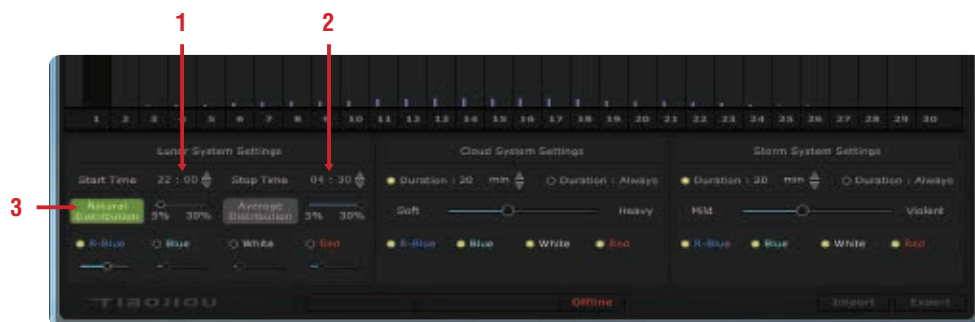 1 2
1 2 3 4 5 6 7 8 9 10 11 12 13 14 15 16 17 18 19 20 21 22 23 24 25 26 27 28 29 30
Lunar System Settings Cloud System Settings Storm System Settings
Start Time 22 : 00 Stop Time 04 : 30 Duration : 20 min Duration : Always Duration : 20 min Duration : Always
3 Natural Distribution 5% 30% Average Distribution 5% 30% Soft Heavy Mild Violent
R-Blue Blue White Red R-Blue Blue White Red R-Blue Blue White Red
Offline Import Export